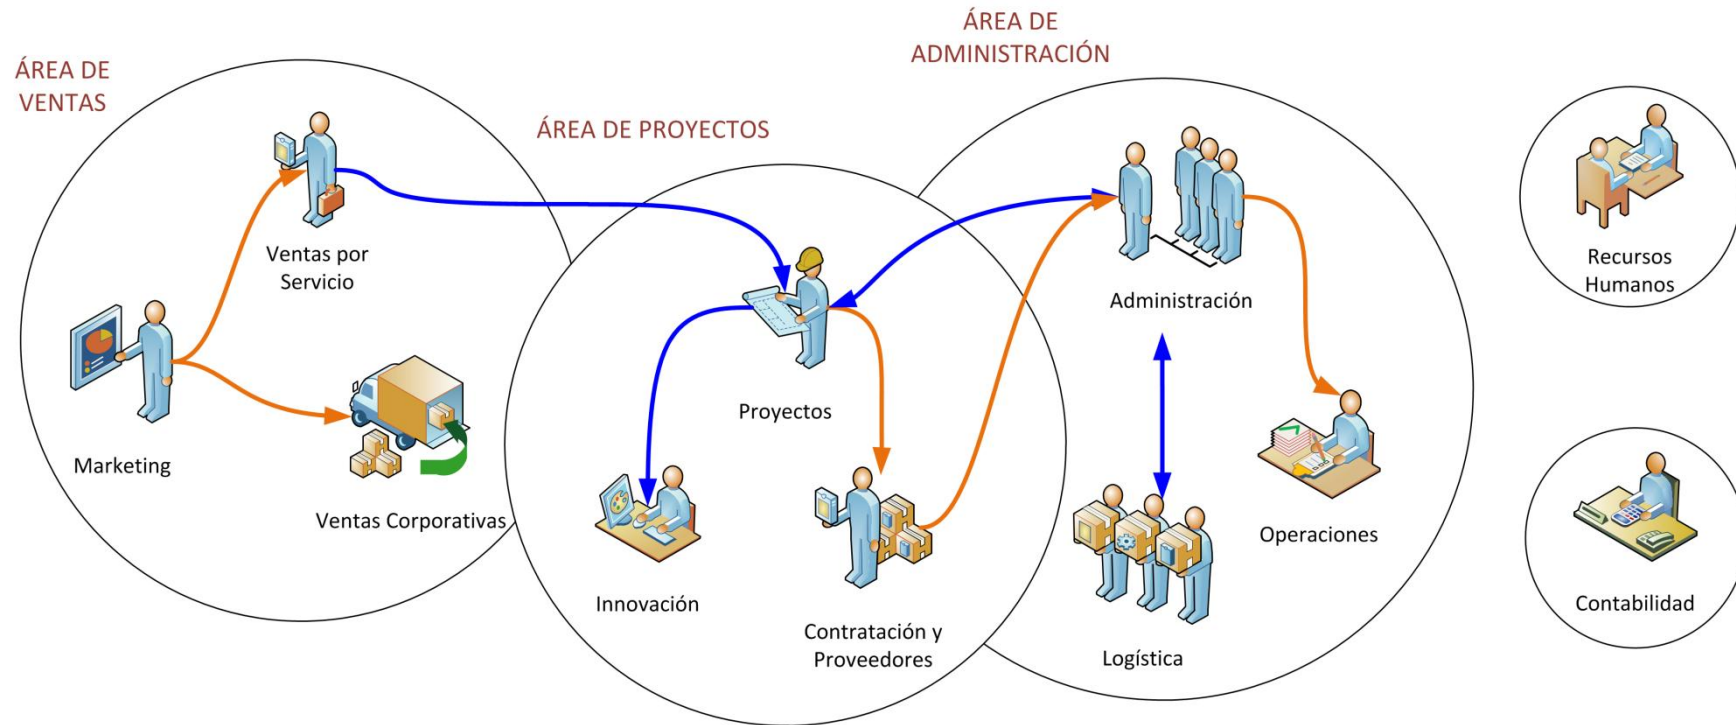 ÁREA DE
VENTAS
Ventas por
Servicio
Marketing
Ventas Corporativas
ÁREA DE PROYECTOS
Proyectos
Innovación
Contratación y
Proveedores
ÁREA DE
ADMINISTRACIÓN
Administración
Logística
Operaciones
Recursos
Humanos
Contabilidad